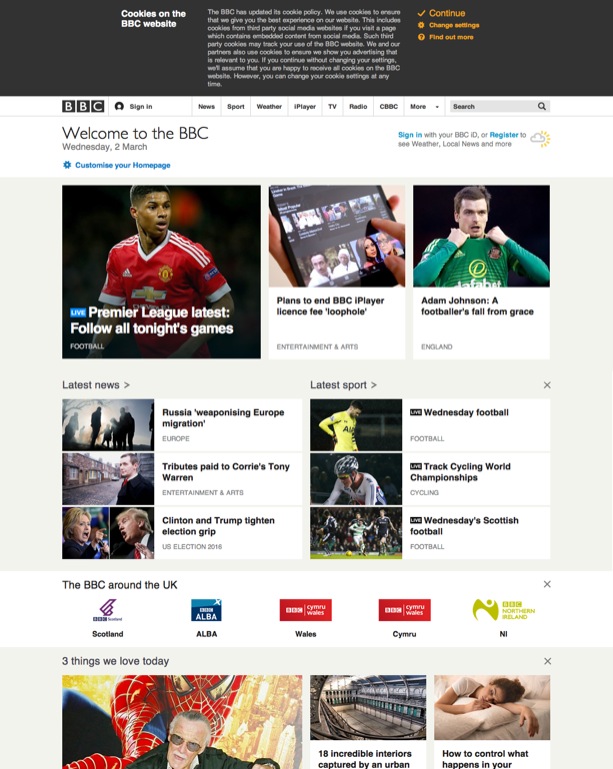 Cookies on the
BBC website
The BBC has updated its cookie policy. We use cookies to ensure
that we give you the best experience on our website. This includes
cookies from third party social media websites if you visit a page
which contains embedded content from social media. Such third
party cookies may track your use of the BBC website. We and our
partners also use cookies to ensure we show you advertising that
is relevant to you. If you continue without changing your settings,
we'll assume that you are happy to receive all cookies on the BBC
website. However, you can change your cookie settings at any
time.
Continue
Change settings
Find out more
BBC Sign in News Sport Weather iPlayer TV Radio CBBC More Search
Welcome to the BBC
Wednesday, 2 March
Sign in with your BBC iD, or Register to
see Weather, Local News and more
Customise your Homepage
LIVE Premier League latest:
Follow all tonight's games
FOOTBALL
Plans to end BBC iPlayer
licence fee 'loophole'
ENTERTAINMENT & ARTS
Adam Johnson: A
footballer's fall from grace
ENGLAND
Latest news >
Russia 'weaponising Europe
migration'
EUROPE
Tributes paid to Corrie's Tony
Warren
ENTERTAINMENT & ARTS
Clinton and Trump tighten
election grip
US ELECTION 2016
Latest sport >
LIVE Wednesday football
FOOTBALL
LIVE Track Cycling World
Championships
CYCLING
LIVE Wednesday's Scottish
football
FOOTBALL
The BBC around the UK
BBC Scotland
Scotland
BBC ALBA
ALBA
BBC cymru wales
Wales
BBC cymru wales
Cymru
BBC NORTHERN IRELAND
NI
3 things we love today
18 incredible interiors
captured by an urban
How to control what
happens in your